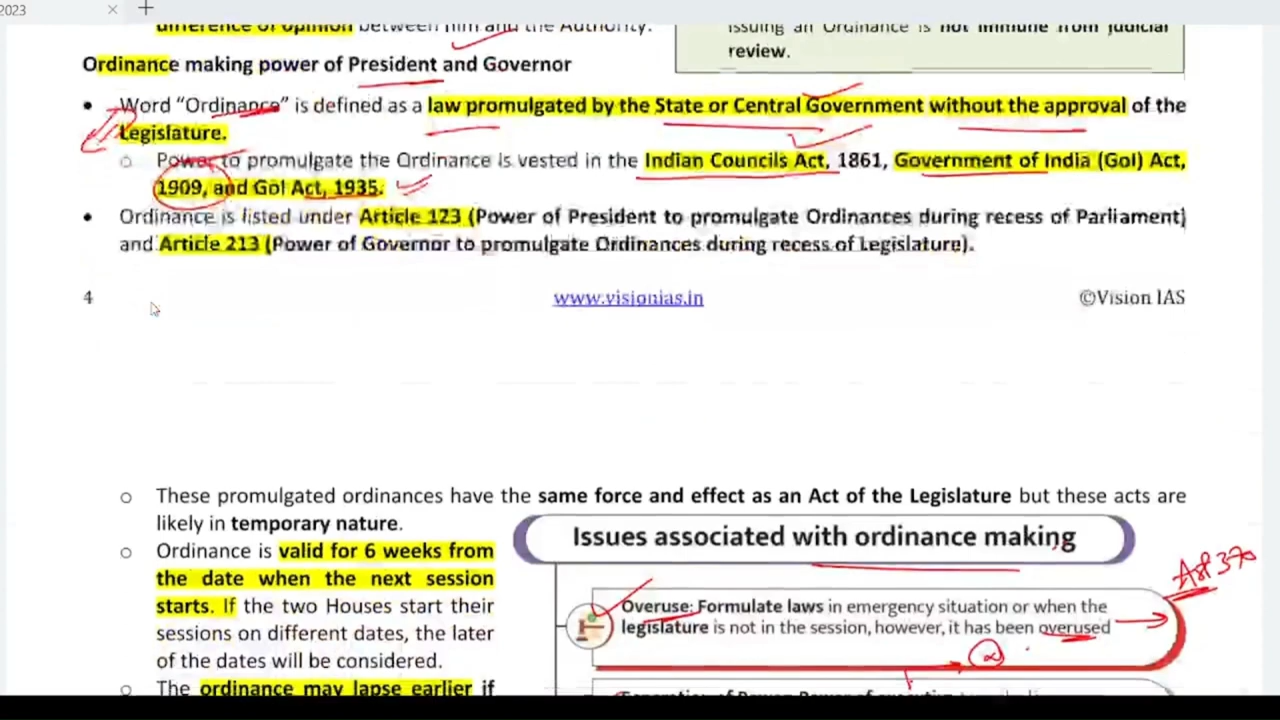 2023
difference of opinion between him and the Authority.
issuing an Ordinance is not immune from judicial
review.
Ordinance making power of President and Governor
• Word "Ordinance" is defined as a law promulgated by the State or Central Government without the approval of the
Legislature.
o Power to promulgate the Ordinance is vested in the Indian Councils Act, 1861, Government of India (GoI) Act,
1909, and GoI Act, 1935.
• Ordinance is listed under Article 123 (Power of President to promulgate Ordinances during recess of Parliament)
and Article 213 (Power of Governor to promulgate Ordinances during recess of Legislature).
4
www.visionias.in
©Vision IAS
o These promulgated ordinances have the same force and effect as an Act of the Legislature but these acts are
likely in temporary nature.
o Ordinance is valid for 6 weeks from
the date when the next session
starts. If the two Houses start their
sessions on different dates, the later
of the dates will be considered.
o The ordinance may lapse earlier if
Issues associated with ordinance making
Art 370
Overuse: Formulate laws in emergency situation or when the
legislature is not in the session, however, it has been overused